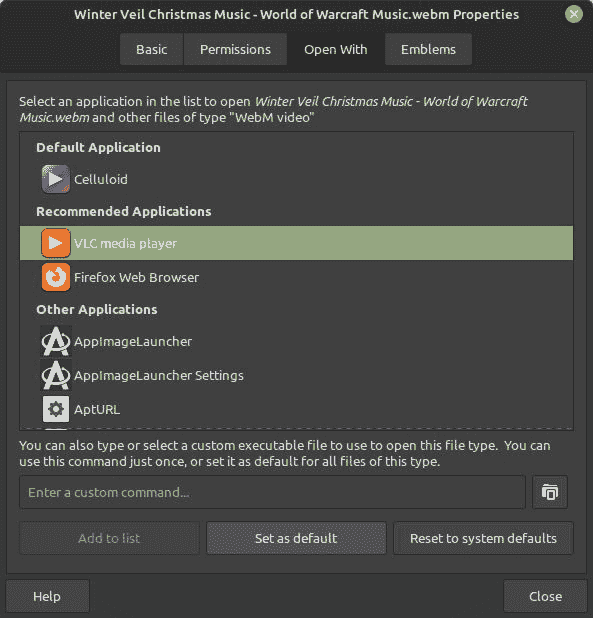 Winter Veil Christmas Music - World of Warcraft Music.webm Properties
Basic
Permissions
Open With
Emblems
Select an application in the list to open Winter Veil Christmas Music - World of Warcraft
Music.webm and other files of type "WebM video"
Default Application
Celluloid
Recommended Applications
VLC media player
Firefox Web Browser
Other Applications
AppImageLauncher
AppImageLauncher Settings
AptURL
You can also type or select a custom executable file to use to open this file type. You can
use this command just once, or set it as default for all files of this type.
Enter a custom command...
Add to list
Set as default
Reset to system defaults
Help
Close